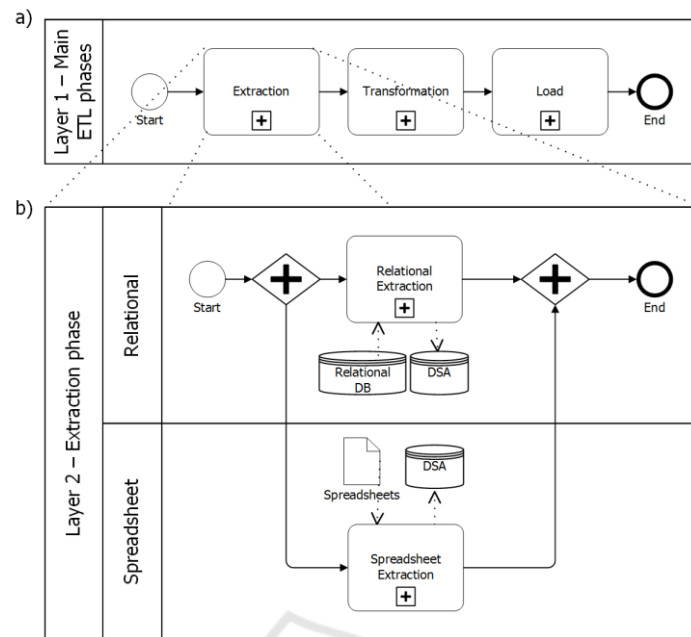 a)
Layer 1 – Main
ETL phases
Start
Extraction
Transformation
Load
End
b)
Layer 2 – Extraction phase
Relational
Start
Relational
Extraction
End
Relational
DB
DSA
Spreadsheet
Spreadsheets
DSA
Spreadsheet
Extraction